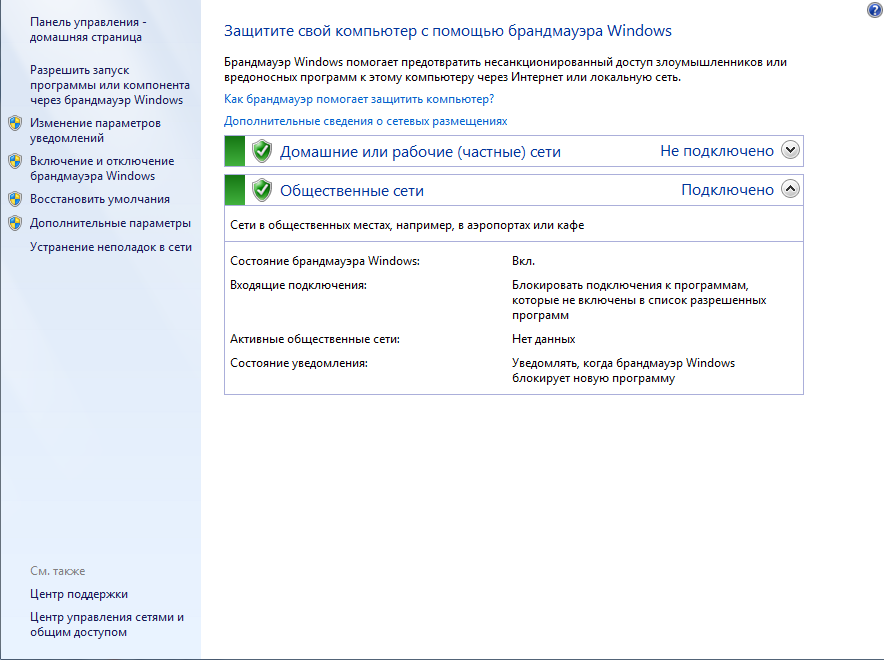 Панель управления -
домашняя страница
Разрешить запуск
программы или компонента
через брандмауэр Windows
Изменение параметров
уведомлений
Включение и отключение
брандмауэра Windows
Восстановить умолчания
Дополнительные параметры
Устранение неполадок в сети
См. также
Центр поддержки
Центр управления сетями и
общим доступом
Защитите свой компьютер с помощью брандмауэра Windows
Брандмауэр Windows помогает предотвратить несанкционированный доступ злоумышленников или
вредоносных программ к этому компьютеру через Интернет или локальную сеть.
Как брандмауэр помогает защитить компьютер?
Дополнительные сведения о сетевых размещениях
Домашние или рабочие (частные) сети Не подключено
Общественные сети Подключено
Сети в общественных местах, например, в аэропортах или кафе
Состояние брандмауэра Windows: Вкл.
Входящие подключения: Блокировать подключения к программам,
которые не включены в список разрешенных
программ
Активные общественные сети: Нет данных
Состояние уведомления: Уведомлять, когда брандмауэр Windows
блокирует новую программу